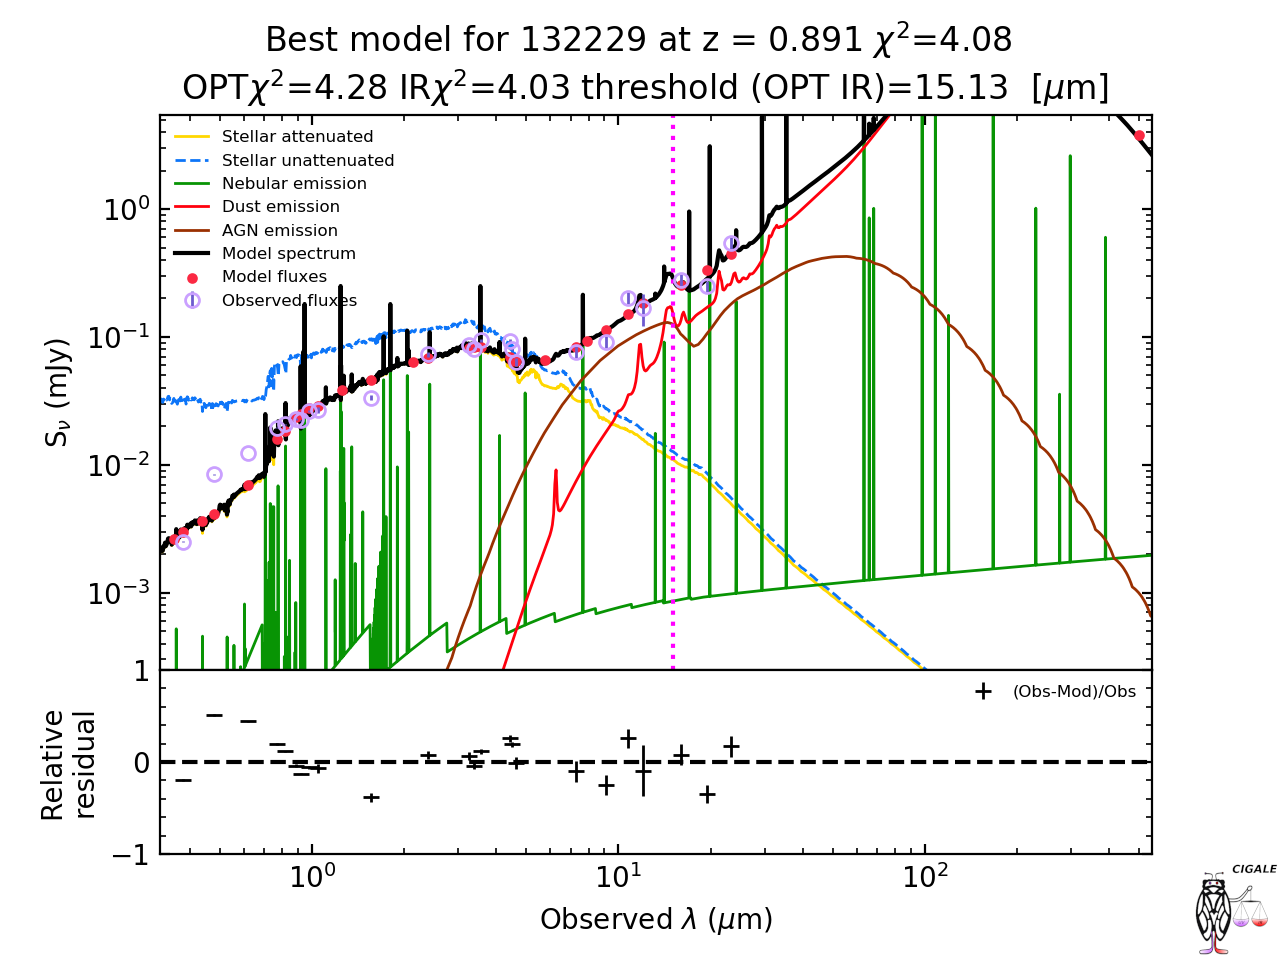 Best model for 132229 at z = 0.891 χ²=4.08
OPTχ²=4.28 IRχ²=4.03 threshold (OPT IR)=15.13 [μm]
Stellar attenuated
Stellar unattenuated
Nebular emission
Dust emission
AGN emission
Model spectrum
Model fluxes
Observed fluxes
10⁰
10⁻¹
10⁻²
10⁻³
S_ν (mJy)
1
0
−1
Relative
residual
(Obs-Mod)/Obs
10⁰
10¹
10²
Observed λ (μm)
CIGALE